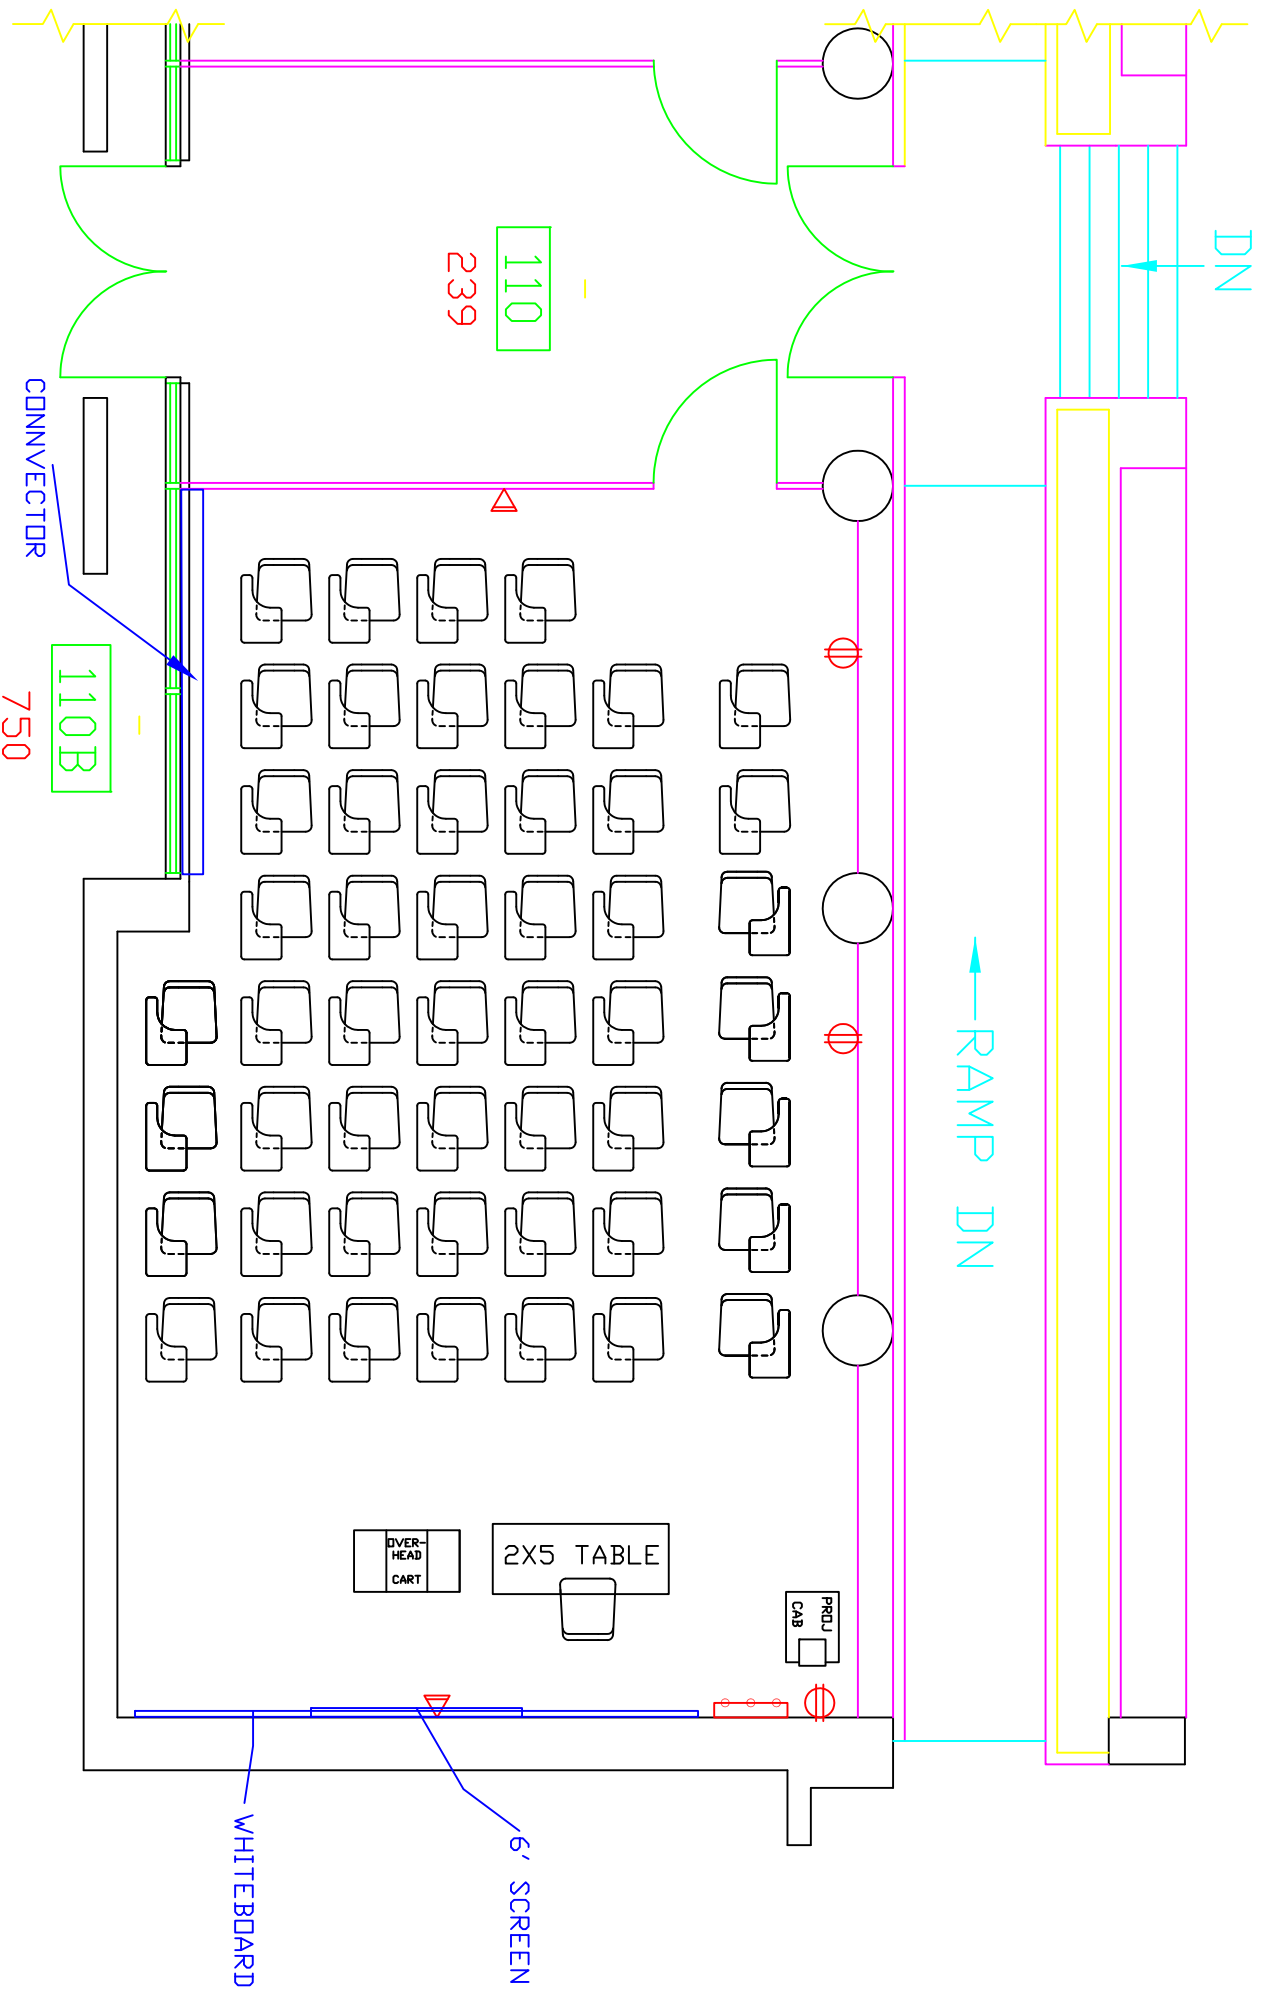 DN
110
239
CONNVECTOR
110B
750
RAMP DN
2X5 TABLE
OVER-
HEAD
CART
PROJ
CAB
6' SCREEN
WHITEBOARD